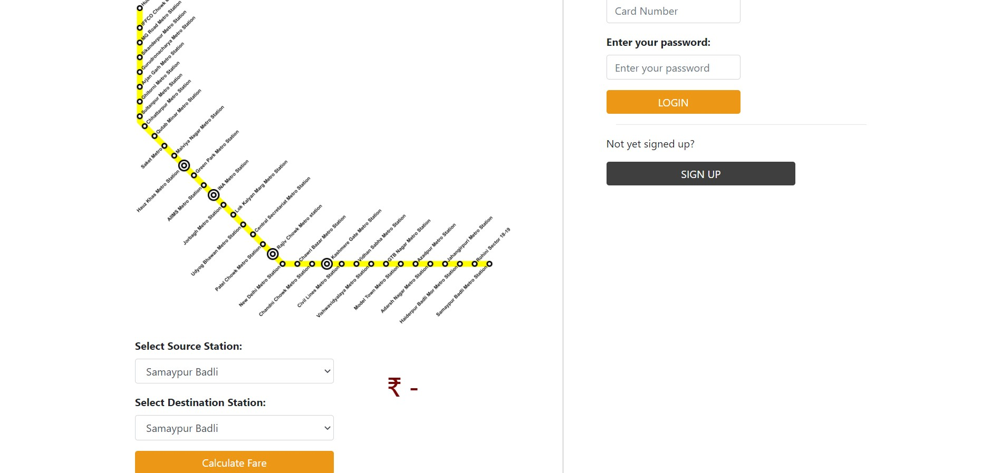 MG Road Metro Station
Sikanderpur Metro Station
Gurudronacharya Metro Station
Arjan Garh Metro Station
Ghitorni Metro Station
Sultanpur Metro Station
Chhattarpur Metro Station
Qutab Minar Metro Station
Saket Metro
Malviya Nagar Metro Station
Hauz Khas Metro Station
Green Park Metro Station
AIIMS Metro Station
INA Metro Station
Jorbagh Metro Station
Lok Kalyan Marg Metro Station
Udyog Bhawan Metro Station
Central Secretariat Metro Station
Patel Chowk Metro Station
Rajiv Chowk Metro station
New Delhi Metro Station
Chawri Bazar Metro Station
Chandni Chowk Metro Station
Kashmere Gate Metro Station
Civil Lines Metro Station
Vidhan Sabha Metro Station
Vishwavidyalaya Metro Station
GTB Nagar Metro Station
Model Town Metro Station
Azadpur Metro Station
Adarsh Nagar Metro Station
Jahangirpuri Metro Station
Haiderpur Badli Mor Metro Station
Rohini Sector 18-19
Samaypur Badli Metro Station
Select Source Station:
Samaypur Badli
₹ -
Select Destination Station:
Samaypur Badli
Calculate Fare
Card Number
Enter your password:
Enter your password
LOGIN
Not yet signed up?
SIGN UP